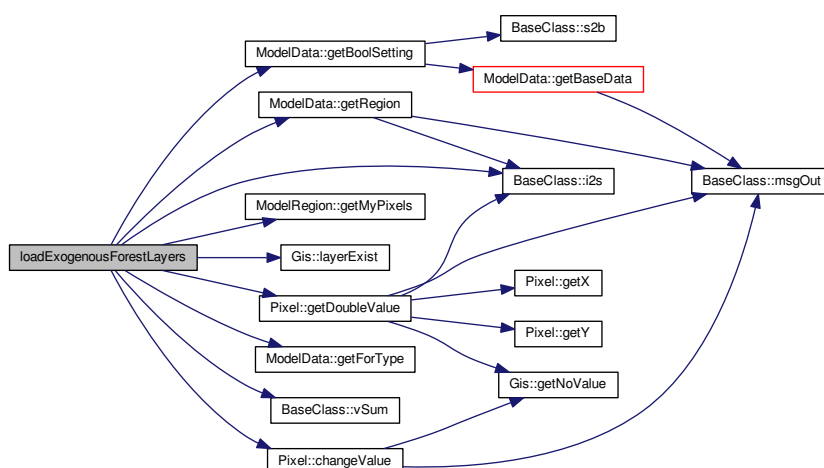 loadExogenousForestLayers
ModelData::getBoolSetting
ModelData::getRegion
ModelRegion::getMyPixels
Gis::layerExist
Pixel::getDoubleValue
ModelData::getForType
BaseClass::vSum
Pixel::changeValue
BaseClass::s2b
ModelData::getBaseData
BaseClass::i2s
Pixel::getX
Pixel::getY
Gis::getNoValue
BaseClass::msgOut